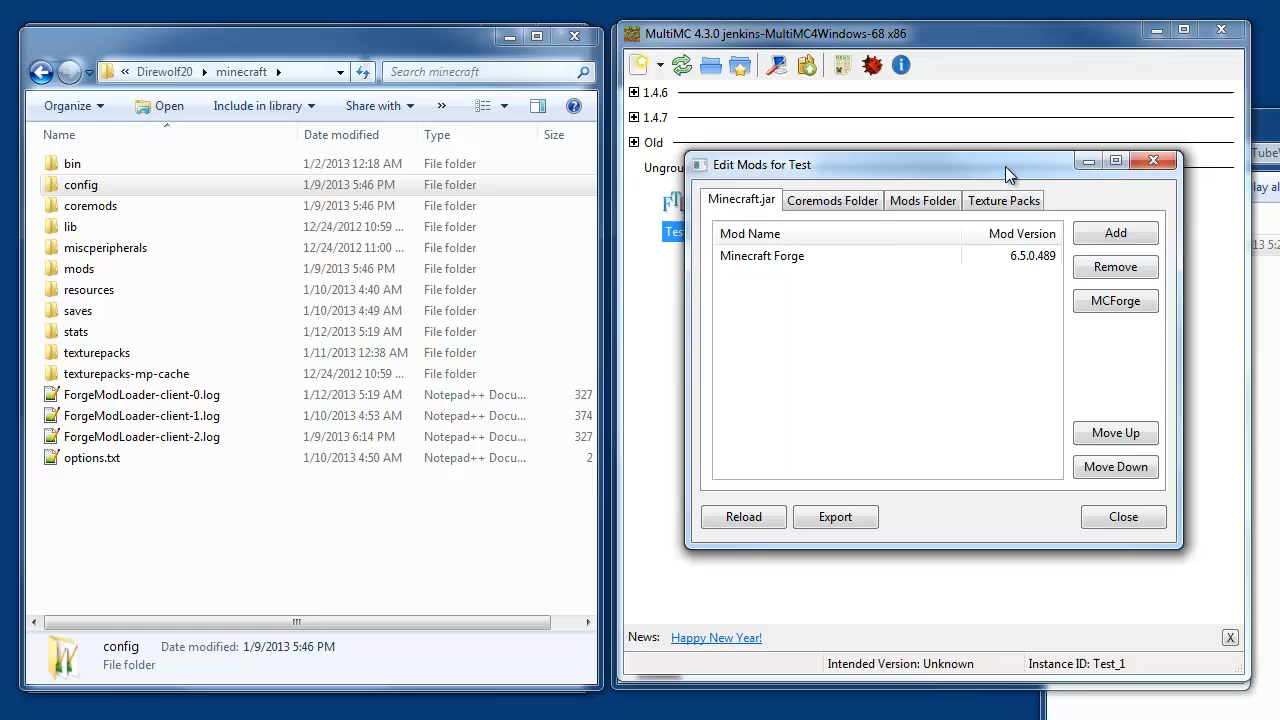 Direwolf20 minecraft
Search minecraft
Organize Open Include in library Share with »
Name Date modified Type Size
bin 1/2/2013 12:18 AM File folder
config 1/9/2013 5:46 PM File folder
coremods 1/9/2013 5:46 PM File folder
lib 12/24/2012 10:59 ... File folder
miscperipherals 12/24/2012 11:00 ... File folder
mods 1/9/2013 5:46 PM File folder
resources 1/10/2013 4:40 AM File folder
saves 1/10/2013 4:49 AM File folder
stats 1/12/2013 5:19 AM File folder
texturepacks 1/11/2013 12:38 AM File folder
texturepacks-mp-cache 12/24/2012 10:59 ... File folder
ForgeModLoader-client-0.log 1/12/2013 5:19 AM Notepad++ Docu... 327
ForgeModLoader-client-1.log 1/10/2013 4:53 AM Notepad++ Docu... 374
ForgeModLoader-client-2.log 1/9/2013 6:14 PM Notepad++ Docu... 327
options.txt 1/10/2013 4:50 AM Notepad++ Docu... 2
config Date modified: 1/9/2013 5:46 PM
File folder
MultiMC 4.3.0 jenkins-MultiMC4Windows-68 x86
1.4.6
1.4.7
Old
Edit Mods for Test
Minecraft.jar Coremods Folder Mods Folder Texture Packs
Mod Name Mod Version
Minecraft Forge 6.5.0.489
Add
Remove
MCForge
Move Up
Move Down
Reload Export Close
News: Happy New Year! X
Intended Version: Unknown Instance ID: Test_1